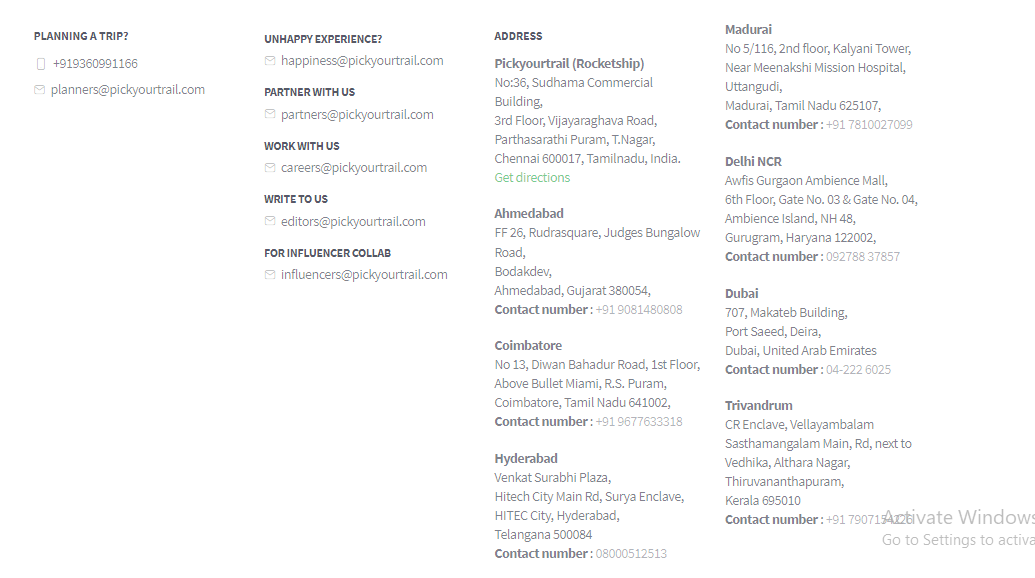 PLANNING A TRIP?
+919360991166
planners@pickyourtrail.com
UNHAPPY EXPERIENCE?
happiness@pickyourtrail.com
PARTNER WITH US
partners@pickyourtrail.com
WORK WITH US
careers@pickyourtrail.com
WRITE TO US
editors@pickyourtrail.com
FOR INFLUENCER COLLAB
influencers@pickyourtrail.com
ADDRESS
Pickyourtrail (Rocketship)
No:36, Sudhama Commercial
Building,
3rd Floor, Vijayaraghava Road,
Parthasarathi Puram, T.Nagar,
Chennai 600017, Tamilnadu, India.
Get directions
Ahmedabad
FF 26, Rudrasquare, Judges Bungalow
Road,
Bodakdev,
Ahmedabad, Gujarat 380054,
Contact number : +91 9081480808
Coimbatore
No 13, Diwan Bahadur Road, 1st Floor,
Above Bullet Miami, R.S. Puram,
Coimbatore, Tamil Nadu 641002,
Contact number : +91 9677633318
Hyderabad
Venkat Surabhi Plaza,
Hitech City Main Rd, Surya Enclave,
HITEC City, Hyderabad,
Telangana 500084
Contact number : 08000512513
Madurai
No 5/116, 2nd floor, Kalyani Tower,
Near Meenakshi Mission Hospital,
Uttangudi,
Madurai, Tamil Nadu 625107,
Contact number : +91 7810027099
Delhi NCR
Awfis Gurgaon Ambience Mall,
6th Floor, Gate No. 03 & Gate No. 04,
Ambience Island, NH 48,
Gurugram, Haryana 122002,
Contact number : 092788 37857
Dubai
707, Makateb Building,
Port Saeed, Deira,
Dubai, United Arab Emirates
Contact number : 04-222 6025
Trivandrum
CR Enclave, Vellayambalam
Sasthamangalam Main, Rd, next to
Vedhika, Althara Nagar,
Thiruvananthapuram,
Kerala 695010
Contact number : +91
Activate Windows
Go to Settings to activa